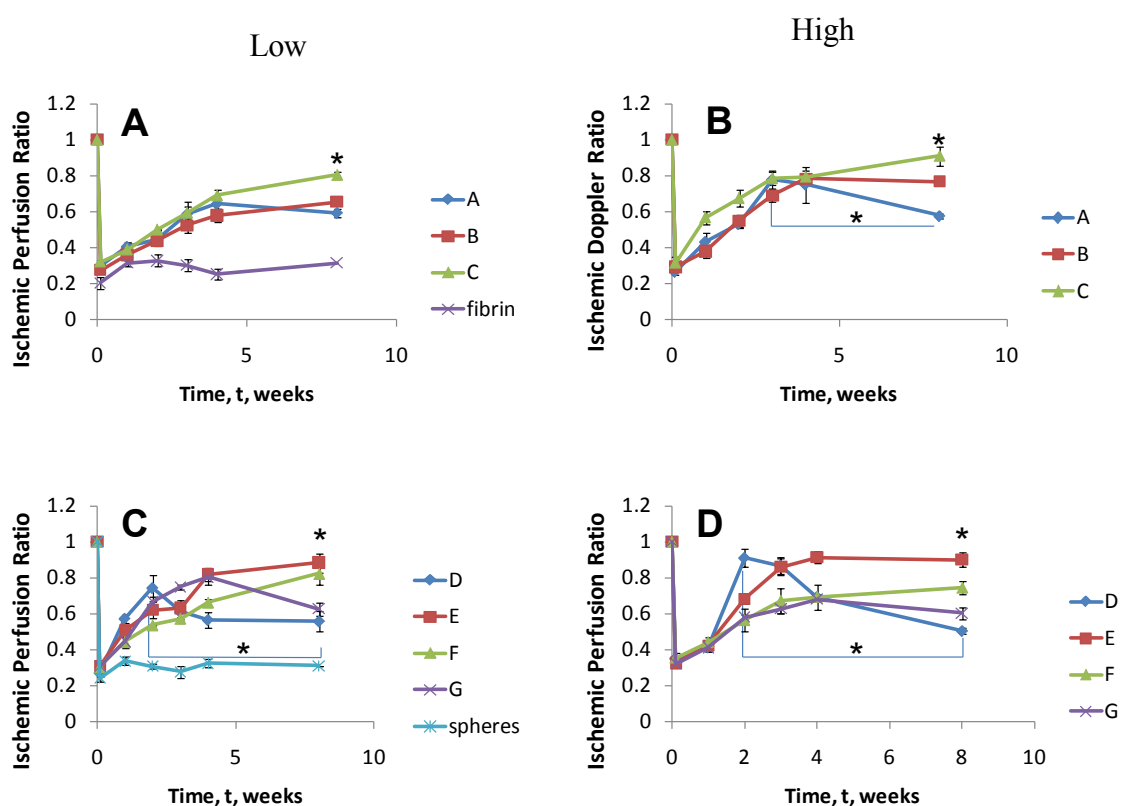 Low
High
A
Ischemic Perfusion Ratio
1.2
1
0.8
0.6
0.4
0.2
0
0
5
10
Time, t, weeks
*
A
B
C
fibrin
B
Ischemic Doppler Ratio
1.2
1
0.8
0.6
0.4
0.2
0
0
5
10
Time, t, weeks
*
*
A
B
C
C
Ischemic Perfusion Ratio
1.2
1
0.8
0.6
0.4
0.2
0
0
5
10
Time, t, weeks
*
*
D
E
F
G
spheres
D
Ischemic Perfusion Ratio
1.2
1
0.8
0.6
0.4
0.2
0
0
2
4
6
8
10
Time, t, weeks
*
*
D
E
F
G